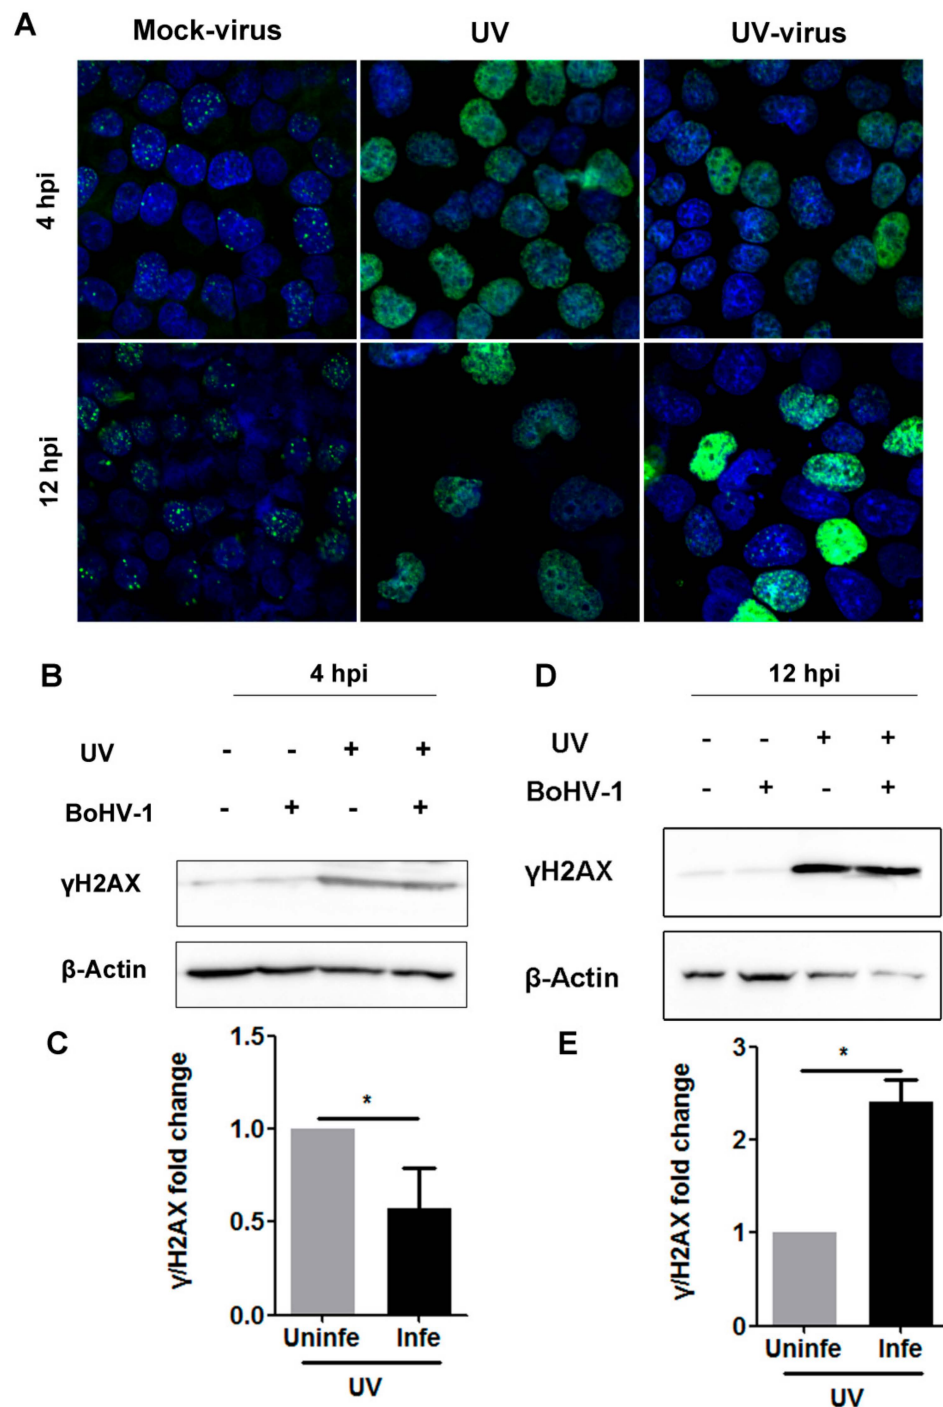 A
Mock-virus UV UV-virus
4 hpi
12 hpi
B
4 hpi
UV - - + +
BoHV-1 - + - +
γH2AX
β-Actin
D
12 hpi
UV - - + +
BoHV-1 - + - +
γH2AX
β-Actin
C
γ/H2AX fold change
1.5
1.0
0.5
0.0
*
Uninfe Infe
UV
E
γ/H2AX fold change
3
2
1
0
*
Uninfe Infe
UV